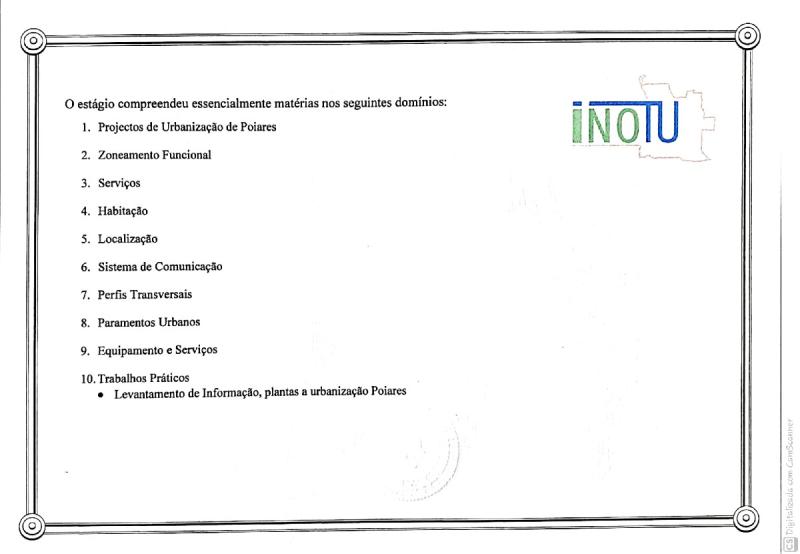 O estágio compreendeu essencialmente matérias nos seguintes domínios:
iNOTU
1. Projectos de Urbanização de Poiares
2. Zoneamento Funcional
3. Serviços
4. Habitação
5. Localização
6. Sistema de Comunicação
7. Perfis Transversais
8. Paramentos Urbanos
9. Equipamento e Serviços
10. Trabalhos Práticos
• Levantamento de Informação, plantas a urbanização Poiares
CS Digitalizada com CamScanner